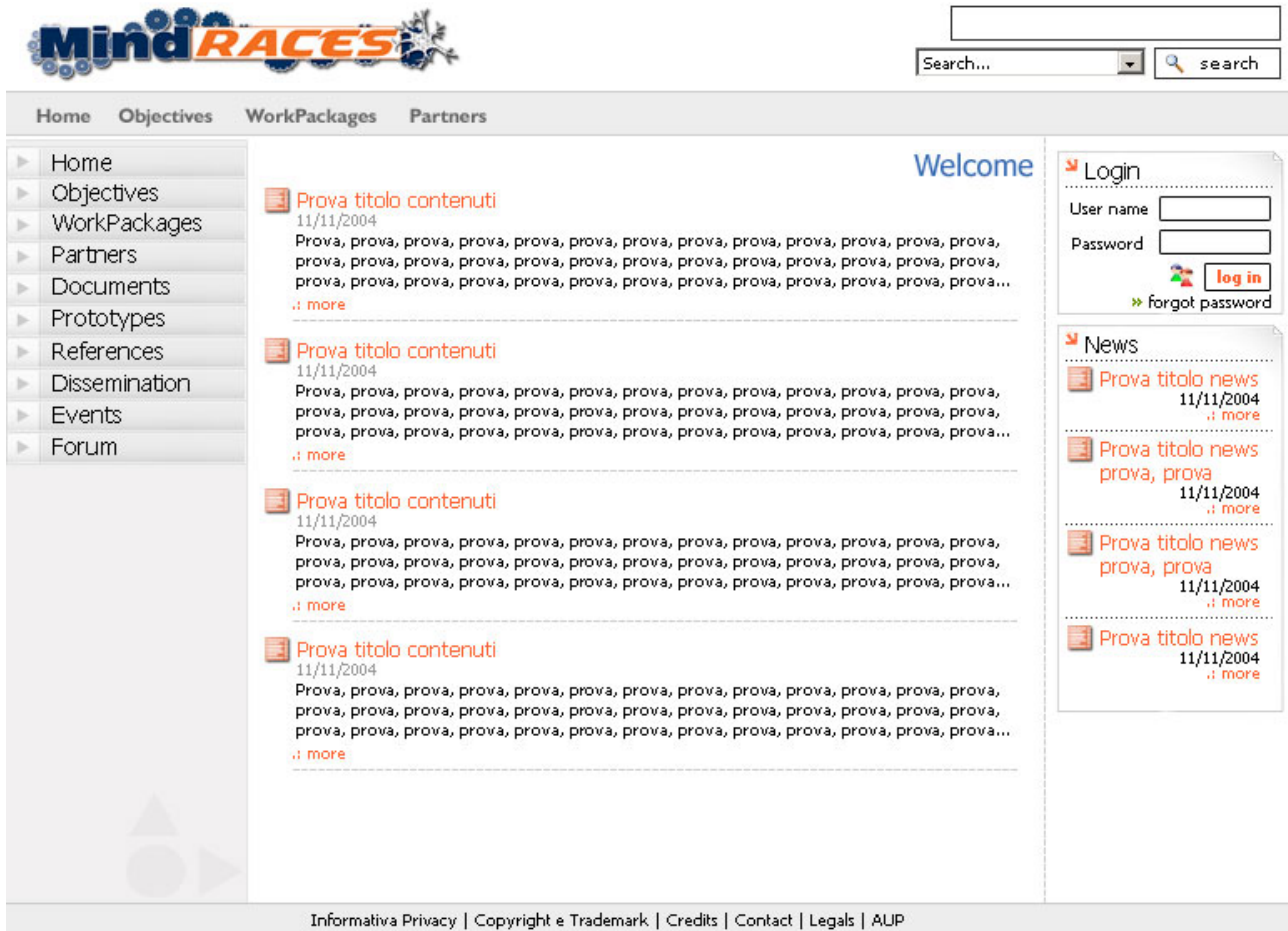 MindRACES
Search...
search
Home Objectives WorkPackages Partners
Home
Objectives
WorkPackages
Partners
Documents
Prototypes
References
Dissemination
Events
Forum
Welcome
Prova titolo contenuti
11/11/2004
Prova, prova, prova, prova, prova, prova, prova, prova, prova, prova, prova, prova, prova,
prova, prova, prova, prova, prova, prova, prova, prova, prova, prova, prova, prova, prova,
prova, prova, prova, prova, prova, prova, prova, prova, prova, prova, prova, prova, prova...
.: more
Prova titolo contenuti
11/11/2004
Prova, prova, prova, prova, prova, prova, prova, prova, prova, prova, prova, prova, prova,
prova, prova, prova, prova, prova, prova, prova, prova, prova, prova, prova, prova, prova,
prova, prova, prova, prova, prova, prova, prova, prova, prova, prova, prova, prova, prova...
.: more
Prova titolo contenuti
11/11/2004
Prova, prova, prova, prova, prova, prova, prova, prova, prova, prova, prova, prova, prova,
prova, prova, prova, prova, prova, prova, prova, prova, prova, prova, prova, prova, prova,
prova, prova, prova, prova, prova, prova, prova, prova, prova, prova, prova, prova, prova...
.: more
Prova titolo contenuti
11/11/2004
Prova, prova, prova, prova, prova, prova, prova, prova, prova, prova, prova, prova, prova,
prova, prova, prova, prova, prova, prova, prova, prova, prova, prova, prova, prova, prova,
prova, prova, prova, prova, prova, prova, prova, prova, prova, prova, prova, prova, prova...
.: more
Login
User name
Password
log in
» forgot password
News
Prova titolo news
11/11/2004
.: more
Prova titolo news
prova, prova
11/11/2004
.: more
Prova titolo news
prova, prova
11/11/2004
.: more
Prova titolo news
11/11/2004
.: more
Informativa Privacy | Copyright e Trademark | Credits | Contact | Legals | AUP